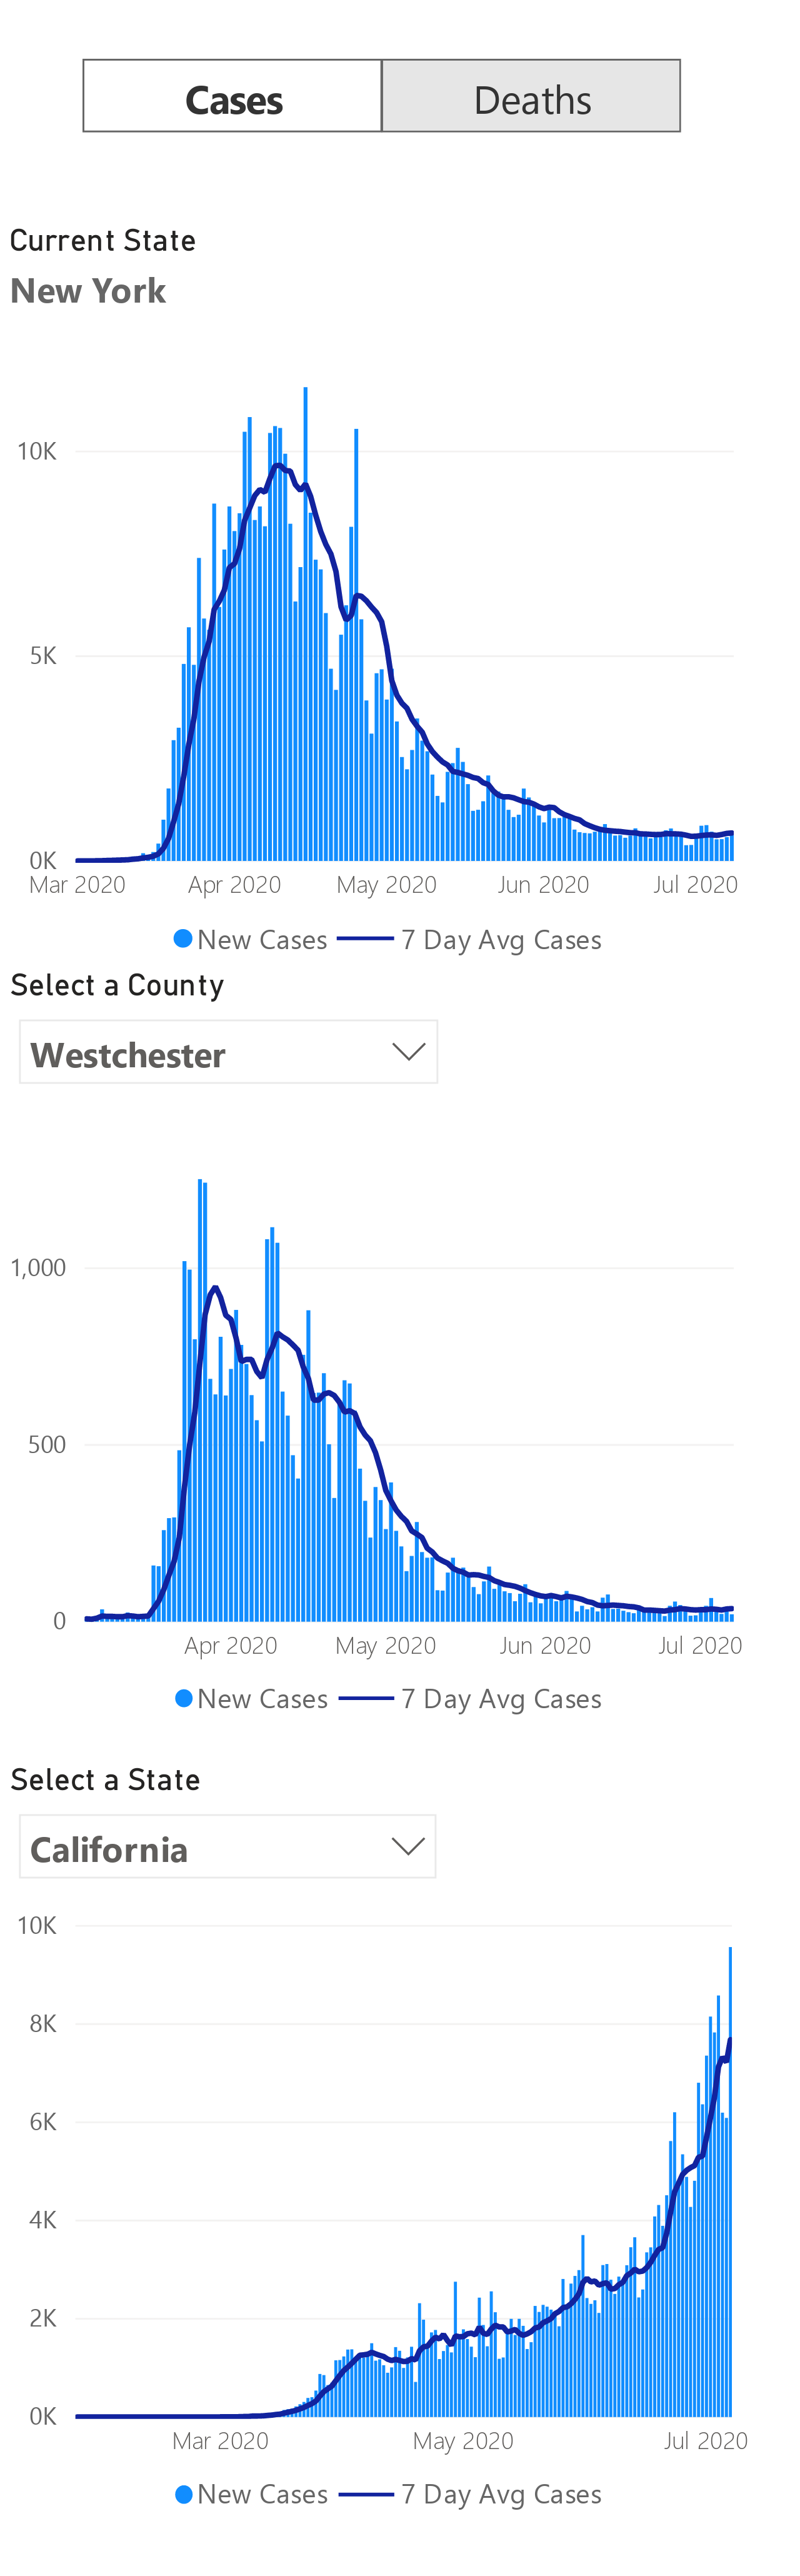 Cases Deaths
Current State
New York
10K
5K
0K
Mar 2020 Apr 2020 May 2020 Jun 2020 Jul 2020
New Cases 7 Day Avg Cases
Select a County
Westchester
1,000
500
0
Apr 2020 May 2020 Jun 2020 Jul 2020
New Cases 7 Day Avg Cases
Select a State
California
10K
8K
6K
4K
2K
0K
Mar 2020 May 2020 Jul 2020
New Cases 7 Day Avg Cases